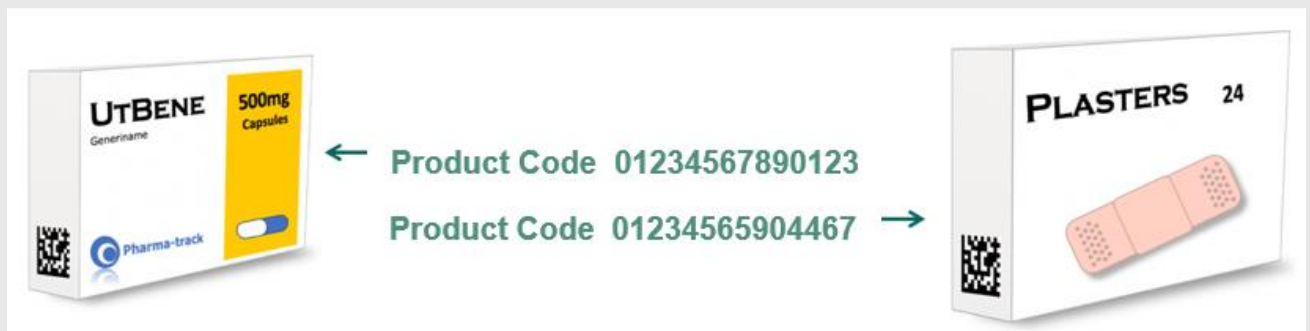 UTBENE
Generiname
500mg
Capsules
Pharma-track
Product Code 01234567890123
Product Code 01234565904467
PLASTERS 24